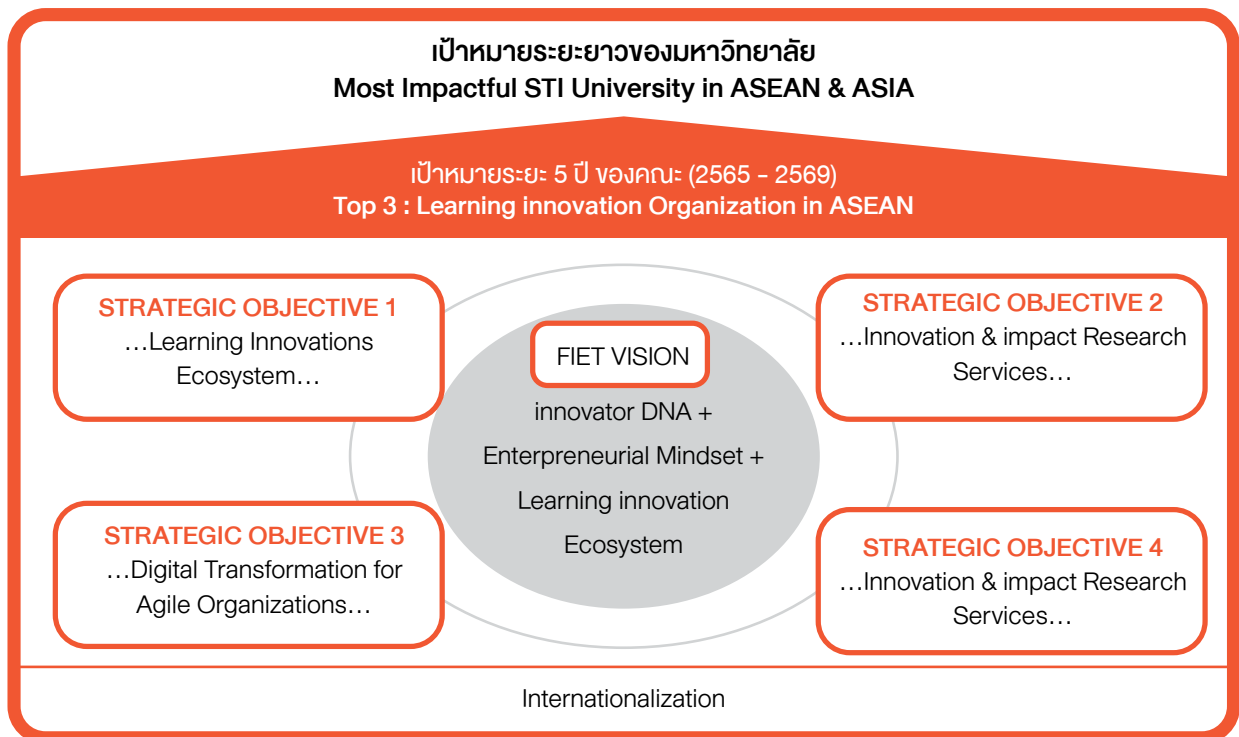 เป้าหมายระยะยาวของมหาวิทยาลัย
Most Impactful STI University in ASEAN & ASIA
เป้าหมายระยะ 5 ปี ของคณะ (2565 - 2569)
Top 3 : Learning innovation Organization in ASEAN
STRATEGIC OBJECTIVE 1
...Learning Innovations
Ecosystem...
STRATEGIC OBJECTIVE 2
...Innovation & impact Research
Services...
FIET VISION
innovator DNA +
Enterpreneurial Mindset +
Learning innovation
Ecosystem
STRATEGIC OBJECTIVE 3
...Digital Transformation for
Agile Organizations...
STRATEGIC OBJECTIVE 4
...Innovation & impact Research
Services...
Internationalization